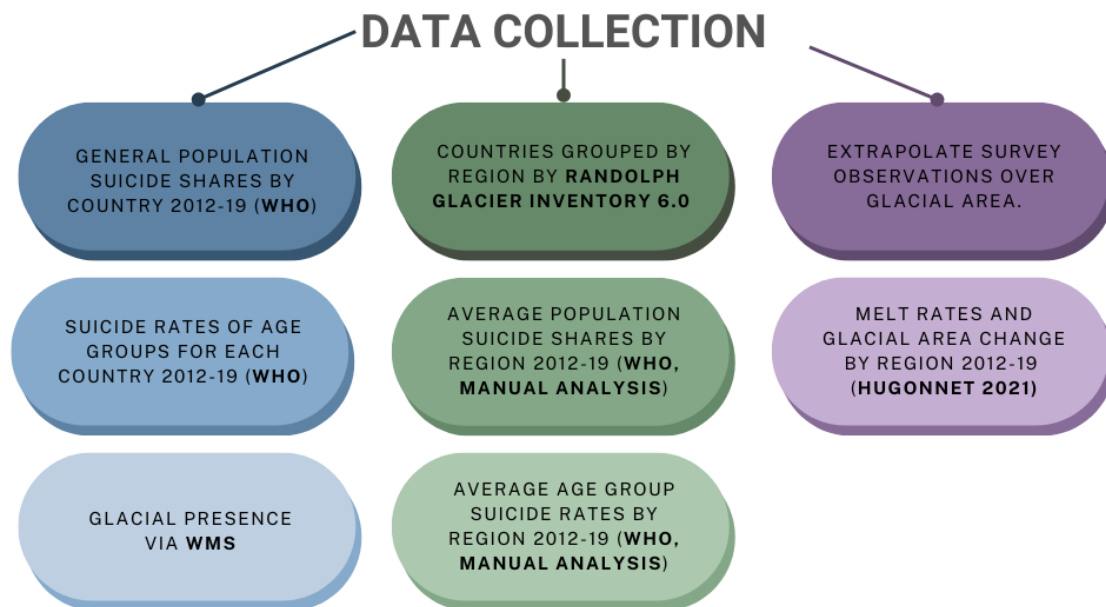 DATA COLLECTION
GENERAL POPULATION
SUICIDE SHARES BY
COUNTRY 2012-19 (WHO)
SUICIDE RATES OF AGE
GROUPS FOR EACH
COUNTRY 2012-19 (WHO)
GLACIAL PRESENCE
VIA WMS
COUNTRIES GROUPED BY
REGION BY RANDOLPH
GLACIER INVENTORY 6.0
AVERAGE POPULATION
SUICIDE SHARES BY
REGION 2012-19 (WHO,
MANUAL ANALYSIS)
AVERAGE AGE GROUP
SUICIDE RATES BY
REGION 2012-19 (WHO,
MANUAL ANALYSIS)
EXTRAPOLATE SURVEY
OBSERVATIONS OVER
GLACIAL AREA.
MELT RATES AND
GLACIAL AREA CHANGE
BY REGION 2012-19
(HUGONNET 2021)